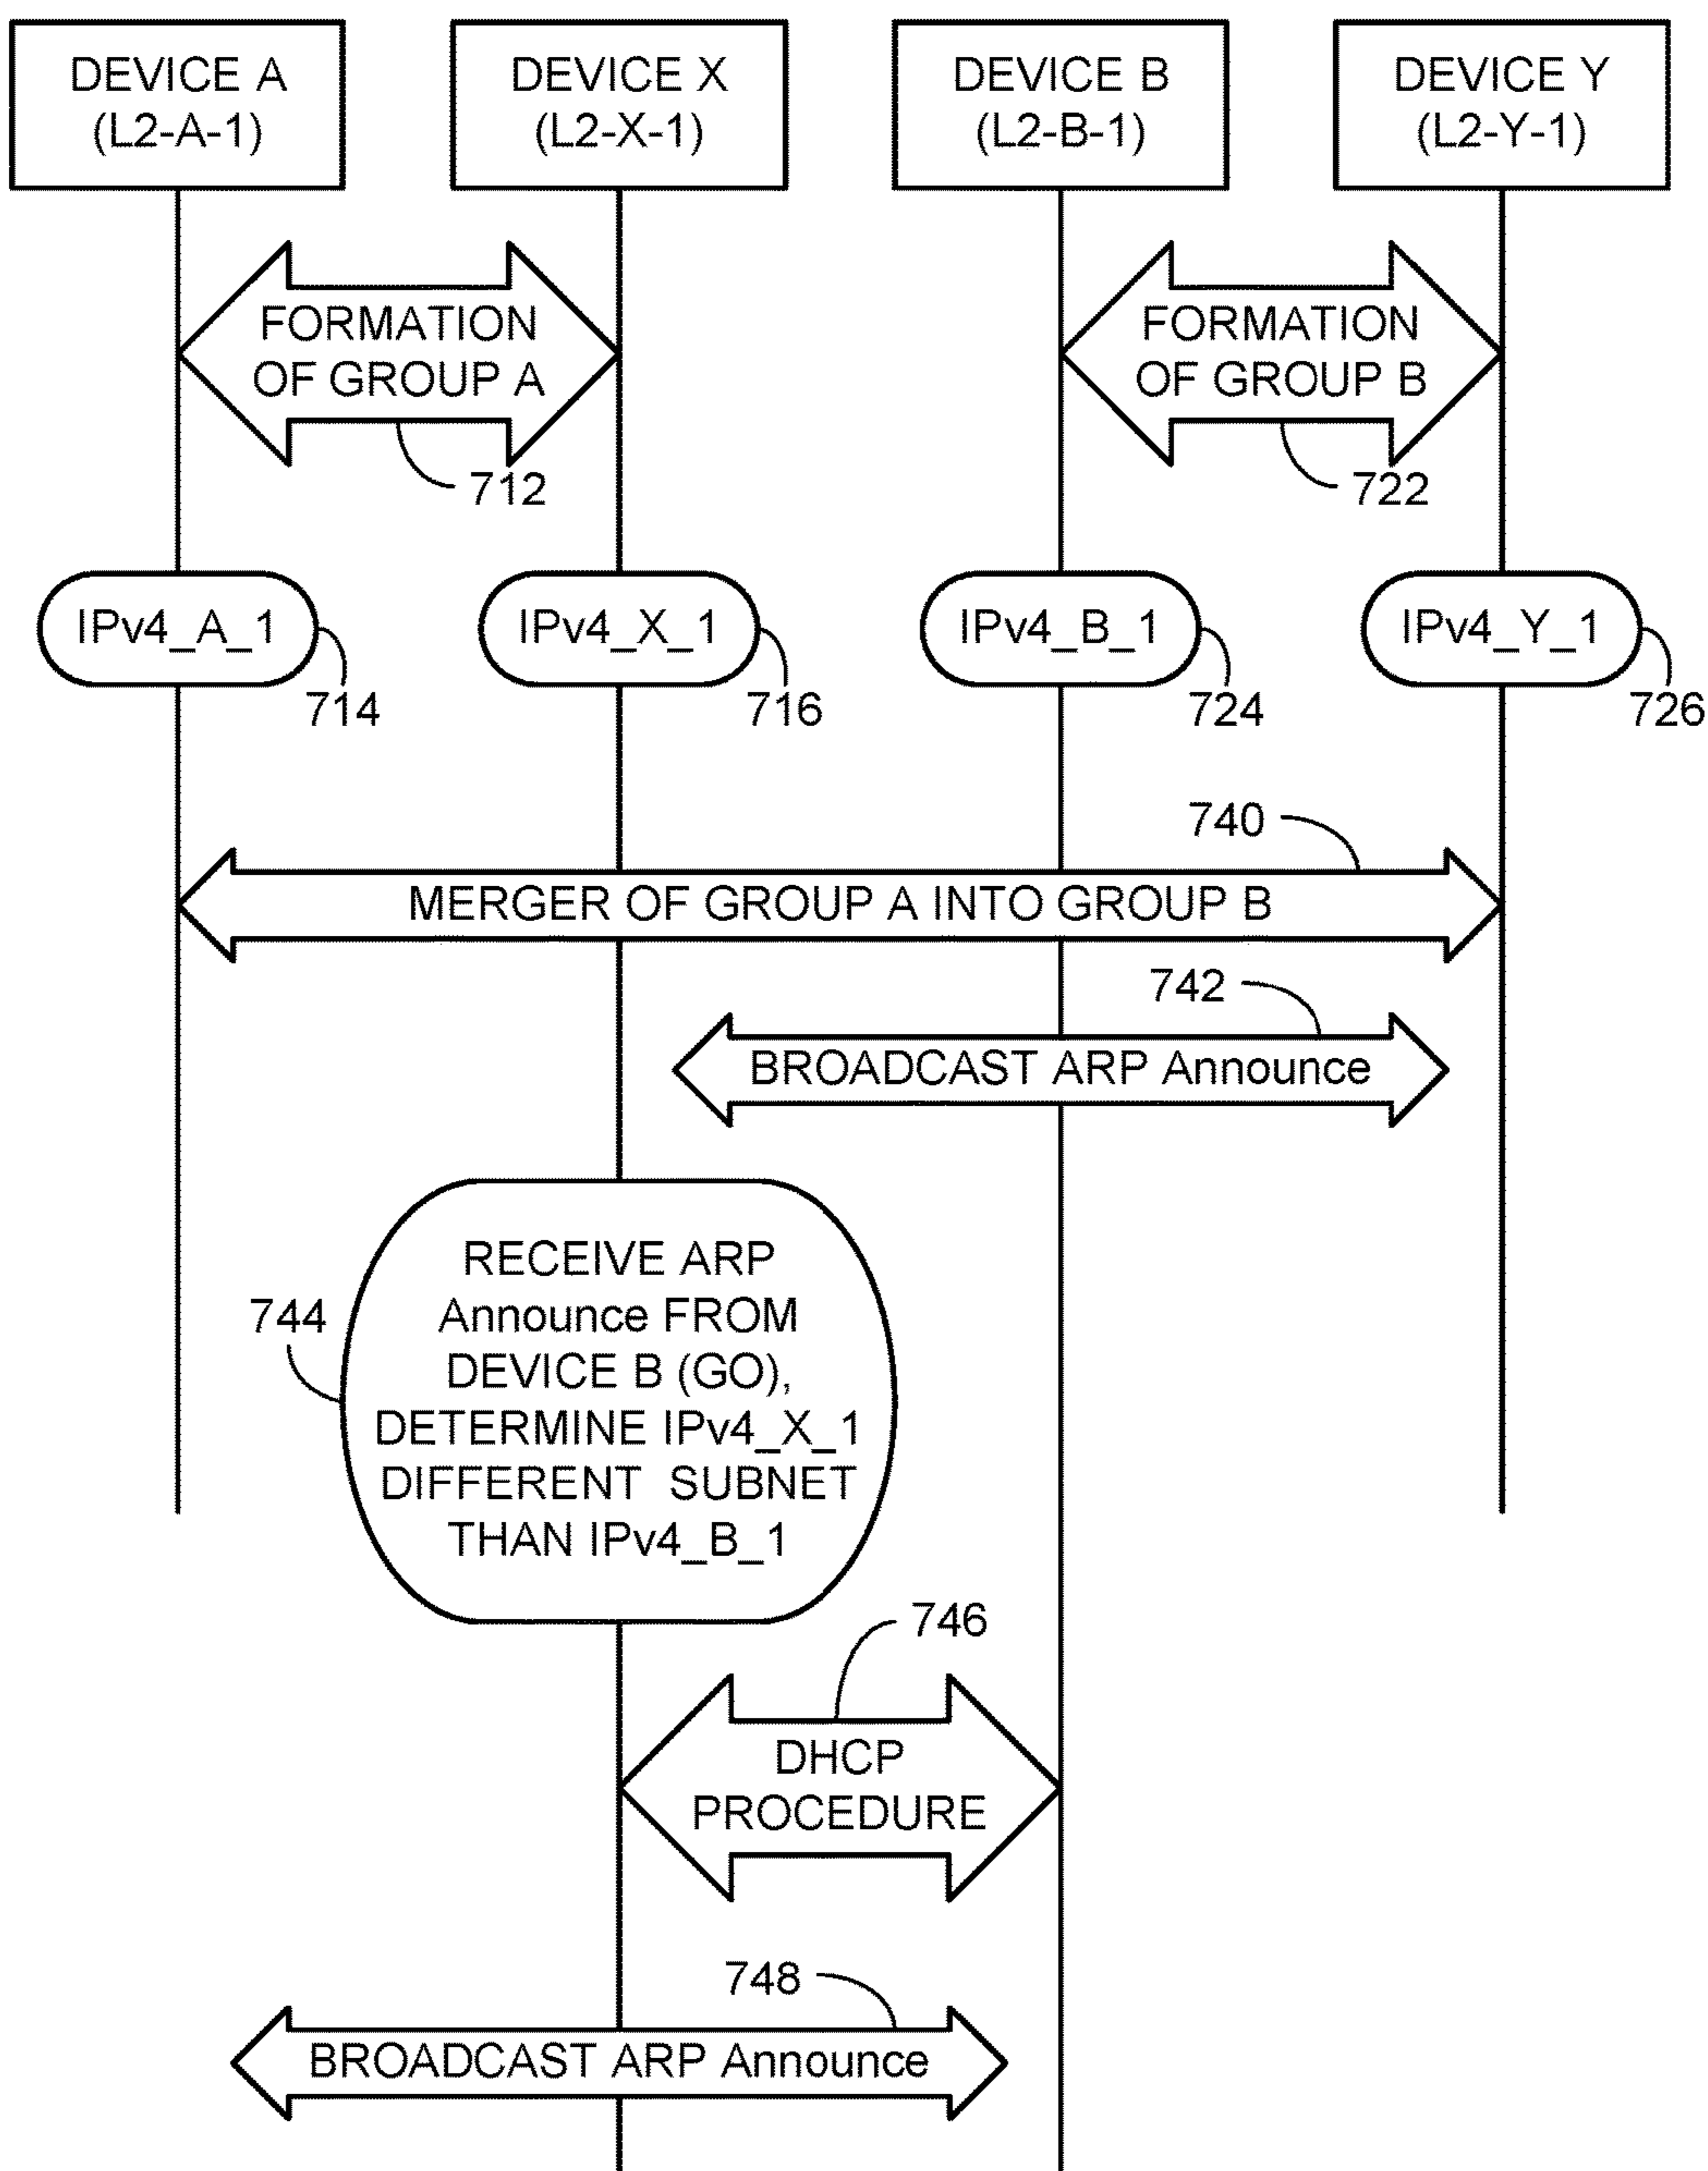 DEVICE A
(L2-A-1)
DEVICE X
(L2-X-1)
DEVICE B
(L2-B-1)
DEVICE Y
(L2-Y-1)
FORMATION
OF GROUP A
712
FORMATION
OF GROUP B
722
IPv4_A_1
714
IPv4_X_1
716
IPv4_B_1
724
IPv4_Y_1
726
740
MERGER OF GROUP A INTO GROUP B
742
BROADCAST ARP Announce
744
RECEIVE ARP
Announce FROM
DEVICE B (GO),
DETERMINE IPv4_X_1
DIFFERENT SUBNET
THAN IPv4_B_1
746
DHCP
PROCEDURE
748
BROADCAST ARP Announce